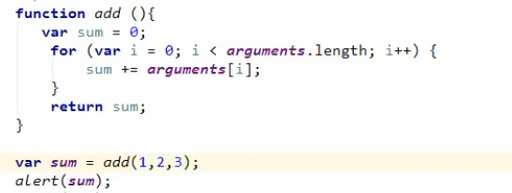 function add (){
var sum = 0;
for (var i = 0; i < arguments.length; i++) {
sum += arguments[i];
}
return sum;
}
var sum = add(1,2,3);
alert(sum);